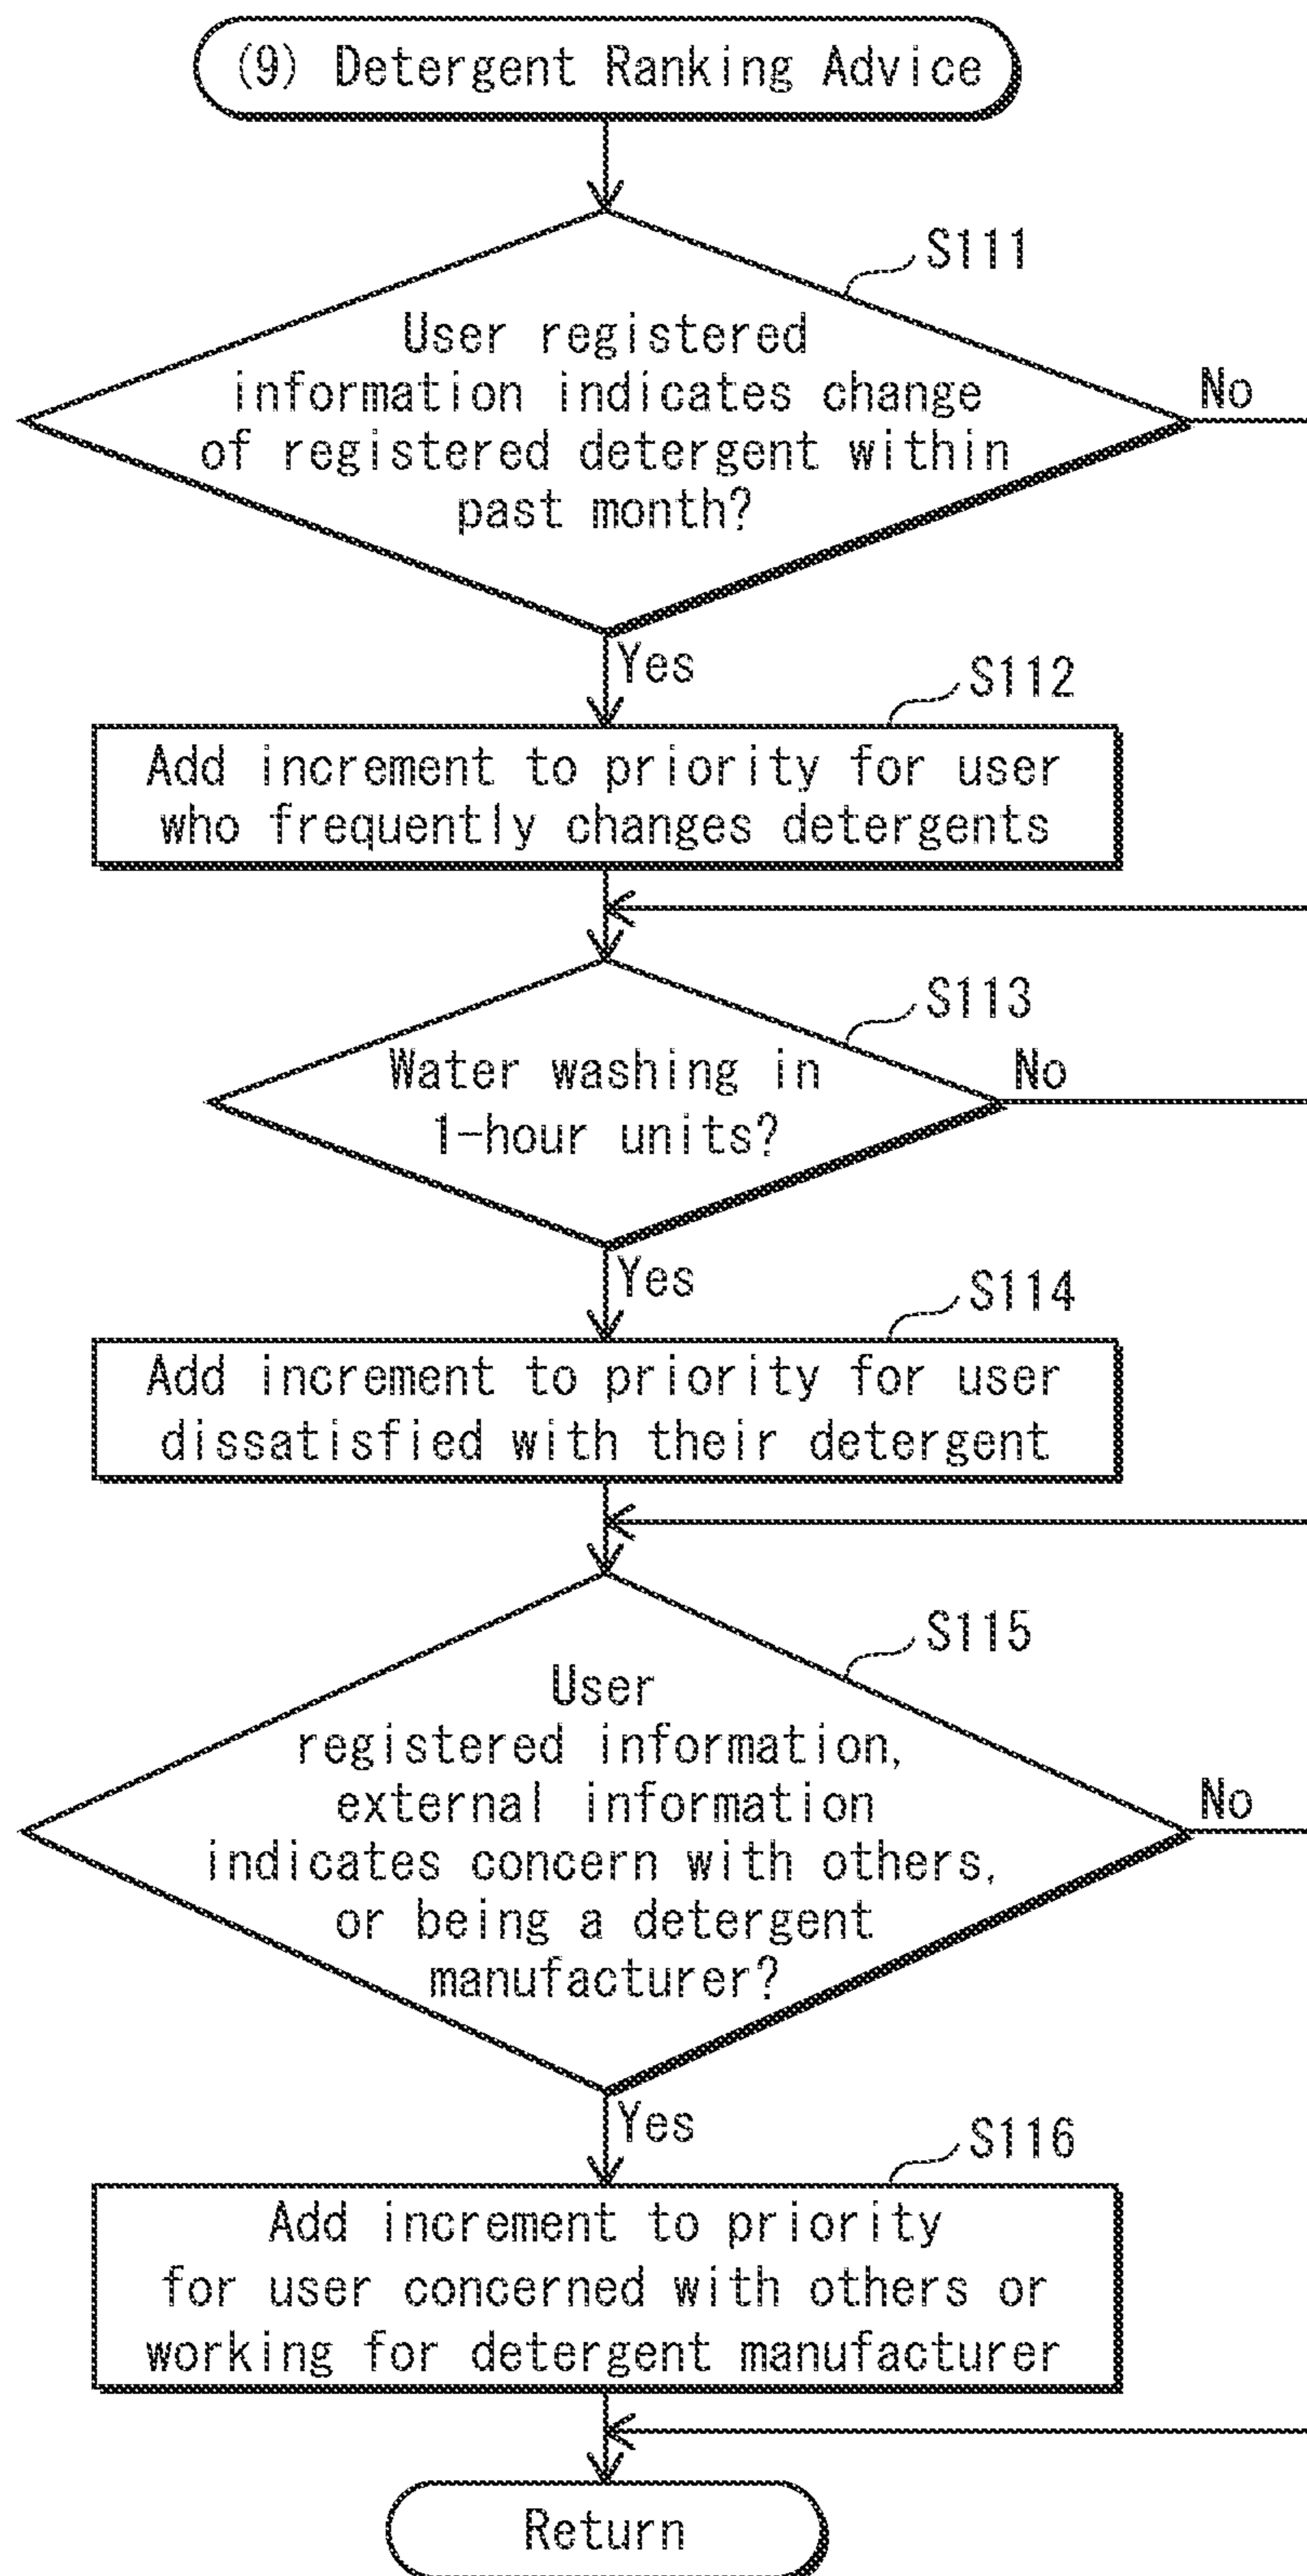 (9) Detergent Ranking Advice
S111
User registered
information indicates change
of registered detergent within
past month?
No
Yes
S112
Add increment to priority for user
who frequently changes detergents
S113
Water washing in
1-hour units?
No
Yes
S114
Add increment to priority for user
dissatisfied with their detergent
S115
User
registered information,
external information
indicates concern with others,
or being a detergent
manufacturer?
No
Yes
S116
Add increment to priority
for user concerned with others or
working for detergent manufacturer
Return